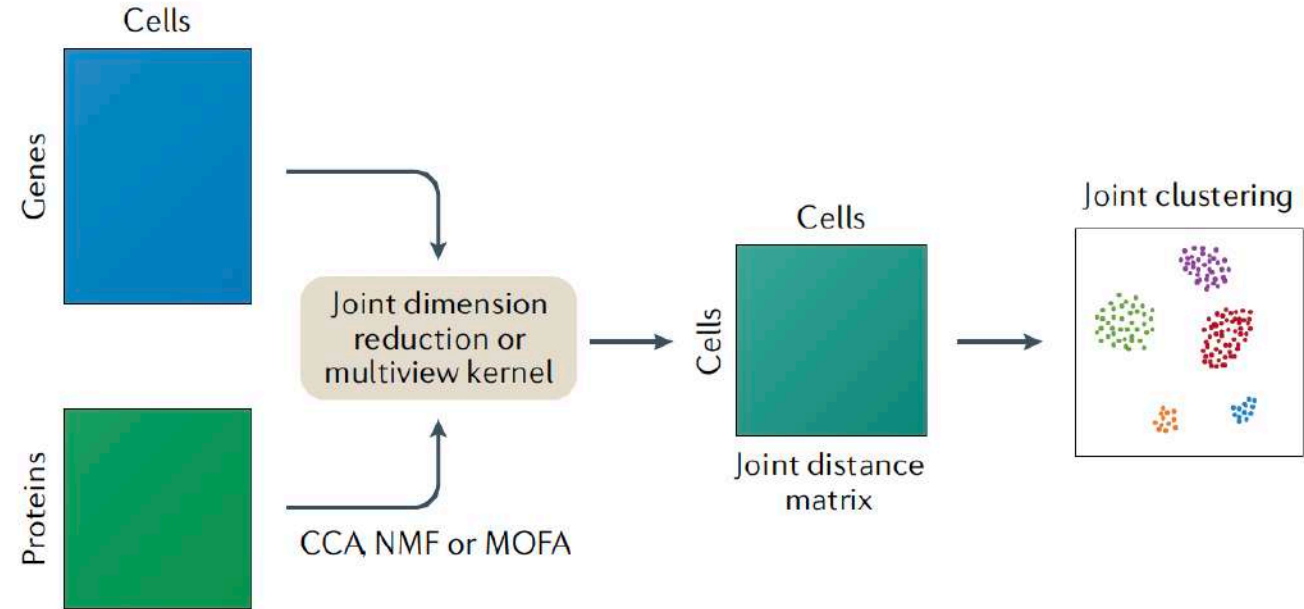 Cells
Genes
Proteins
Joint dimension
reduction or
multiview kernel
CCA, NMF or MOFA
Cells
Cells
Joint distance
matrix
Joint clustering